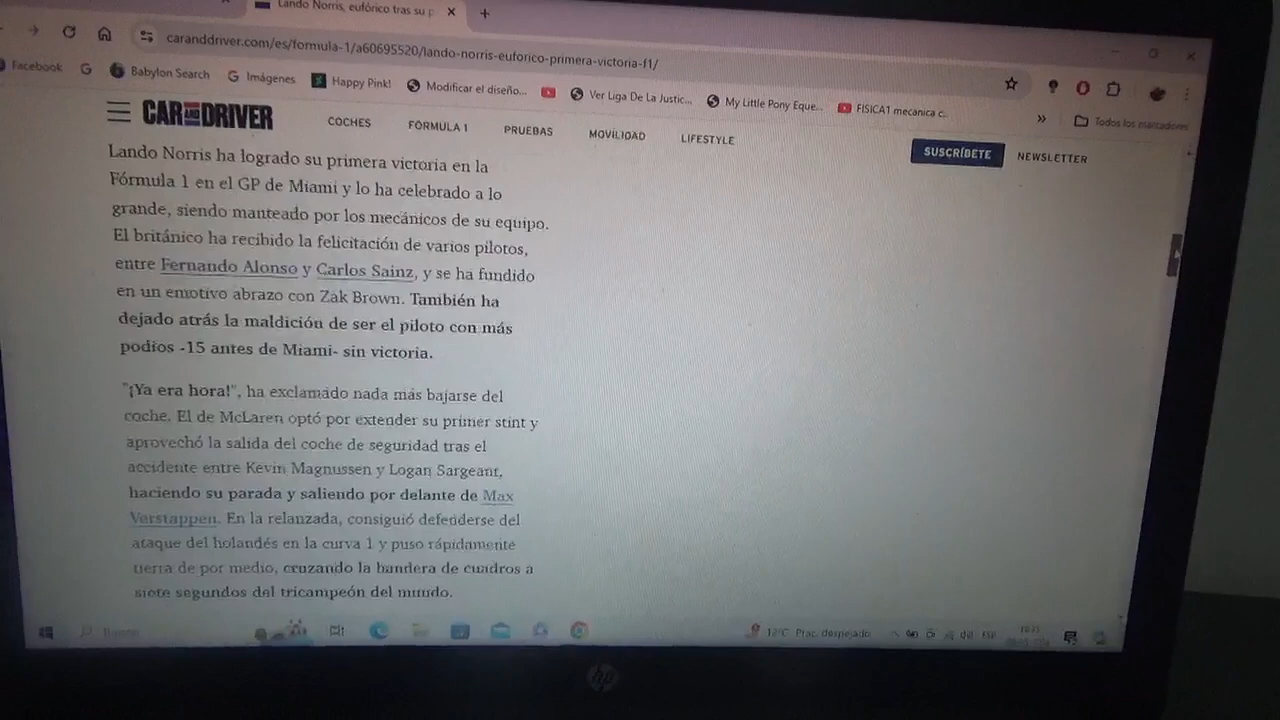 Lando Norris, eufórico tras su p
caranddriver.com/es/formula-1/a60695520/lando-norris-euforico-primera-victoria-f1/
Facebook
Babylon Search
Imágenes
Happy Pink!
Modificar el diseño...
Ver Liga De La Justic...
My Little Pony Eque...
FISICA1 mecanica c..
»
Todos los marcadores
CAR AND DRIVER
COCHES
FÓRMULA 1
PRUEBAS
MOVILIDAD
LIFESTYLE
SUSCRÍBETE
NEWSLETTER
Lando Norris ha logrado su primera victoria en la
Fórmula 1 en el GP de Miami y lo ha celebrado a lo
grande, siendo manteado por los mecánicos de su equipo.
El británico ha recibido la felicitación de varios pilotos,
entre Fernando Alonso y Carlos Sainz, y se ha fundido
en un emotivo abrazo con Zak Brown. También ha
dejado atrás la maldición de ser el piloto con más
podios -15 antes de Miami- sin victoria.
"¡Ya era hora!", ha exclamado nada más bajarse del
coche. El de McLaren optó por extender su primer stint y
aprovechó la salida del coche de seguridad tras el
accidente entre Kevin Magnussen y Logan Sargeant,
haciendo su parada y saliendo por delante de Max
Verstappen. En la relanzada, consiguió defenderse del
ataque del holandés en la curva 1 y puso rápidamente
tierra de por medio, cruzando la bandera de cuadros a
siete segundos del tricampeón del mundo.
12°C Prac. despejado
ESP
hp